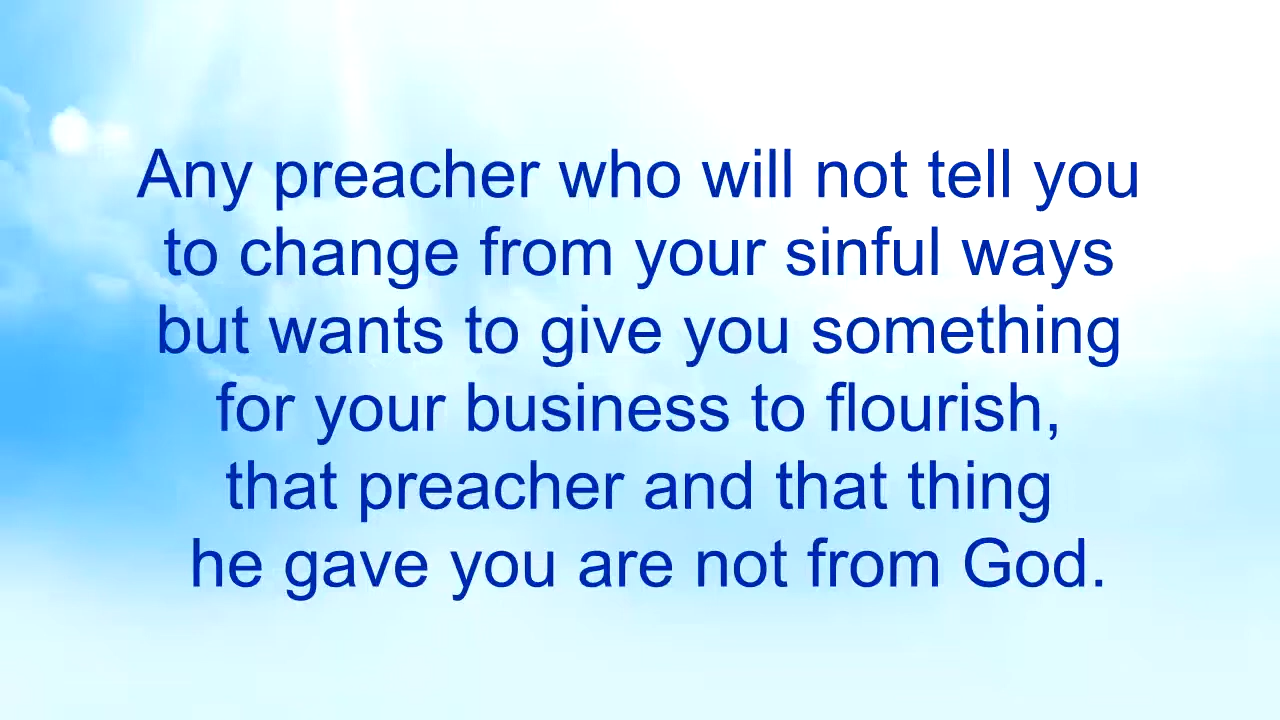 Any preacher who will not tell you
to change from your sinful ways
but wants to give you something
for your business to flourish,
that preacher and that thing
he gave you are not from God.